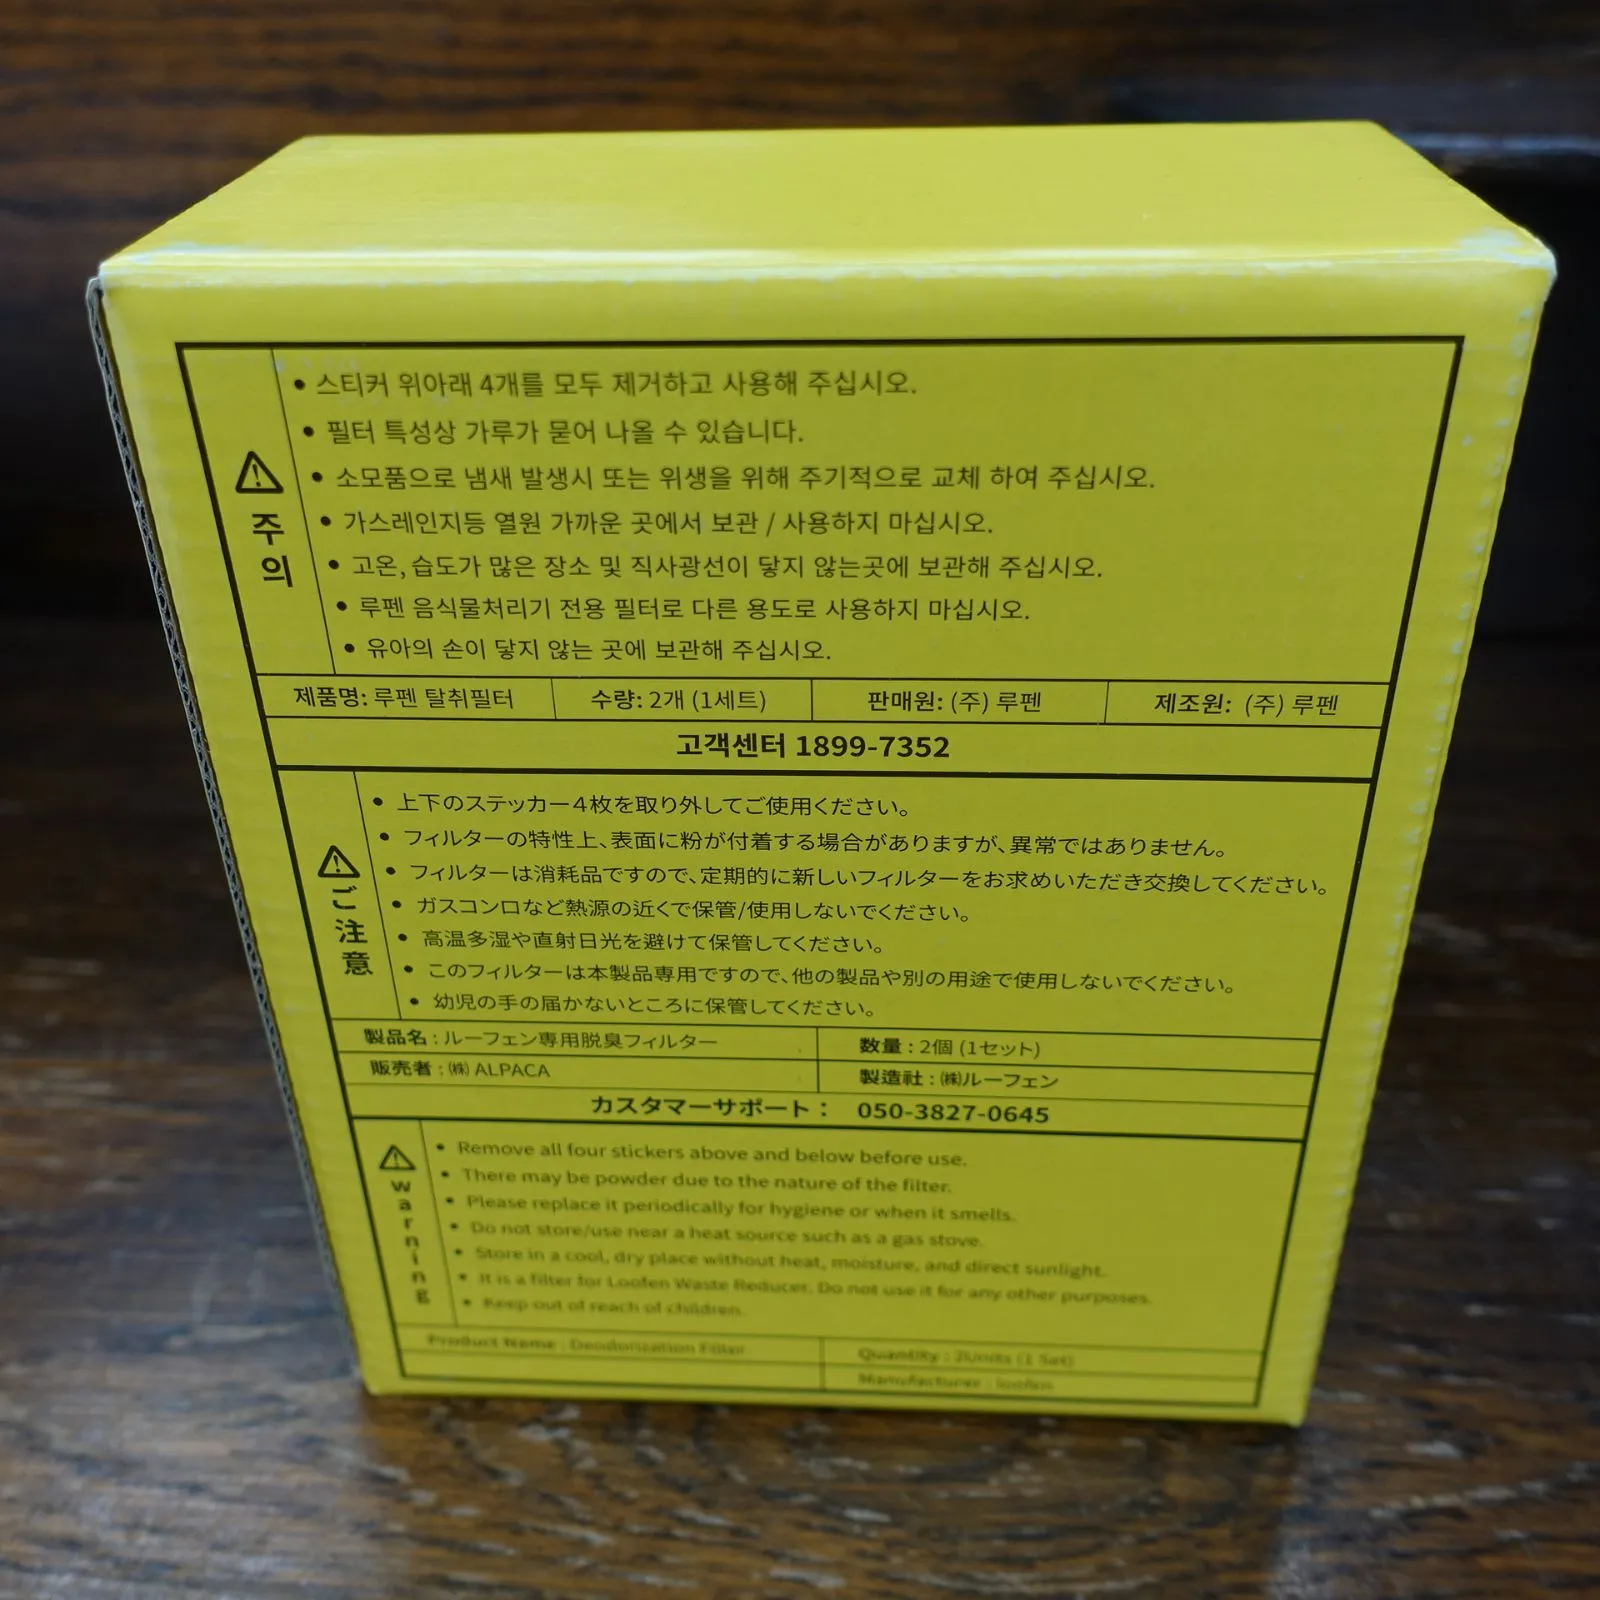 주의
• 스티커 위아래 4개를 모두 제거하고 사용해 주십시오.
• 필터 특성상 가루가 묻어 나올 수 있습니다.
• 소모품으로 냄새 발생시 또는 위생을 위해 주기적으로 교체 하여 주십시오.
• 가스레인지등 열원 가까운 곳에서 보관 / 사용하지 마십시오.
• 고온, 습도가 많은 장소 및 직사광선이 닿지 않는곳에 보관해 주십시오.
• 루펜 음식물처리기 전용 필터로 다른 용도로 사용하지 마십시오.
• 유아의 손이 닿지 않는 곳에 보관해 주십시오.
제품명: 루펜 탈취필터 수량: 2개 (1세트) 판매원: (주) 루펜 제조원: (주) 루펜
고객센터 1899-7352
ご注意
• 上下のステッカー4枚を取り外してご使用ください。
• フィルターの特性上、表面に粉が付着する場合がありますが、異常ではありません。
• フィルターは消耗品ですので、定期的に新しいフィルターをお求めいただき交換してください。
• ガスコンロなど熱源の近くで保管/使用しないでください。
• 高温多湿や直射日光を避けて保管してください。
• このフィルターは本製品専用ですので、他の製品や別の用途で使用しないでください。
• 幼児の手の届かないところに保管してください。
製品名 : ルーフェン専用脱臭フィルター 数量 : 2個 (1セット)
販売者 : ㈱ ALPACA 製造社 : ㈱ルーフェン
カスタマーサポート : 050-3827-0645
warning
• Remove all four stickers above and below before use.
• There may be powder due to the nature of the filter.
• Please replace it periodically for hygiene or when it smells.
• Do not store/use near a heat source such as a gas stove.
• Store in a cool, dry place without heat, moisture, and direct sunlight.
• It is a filter for Loofen Waste Reducer. Do not use it for any other purposes.
• Keep out of reach of children.
Product Name : Deodorization Filter Quantity : 2Units (1 Set)
Manufacturer : loofen